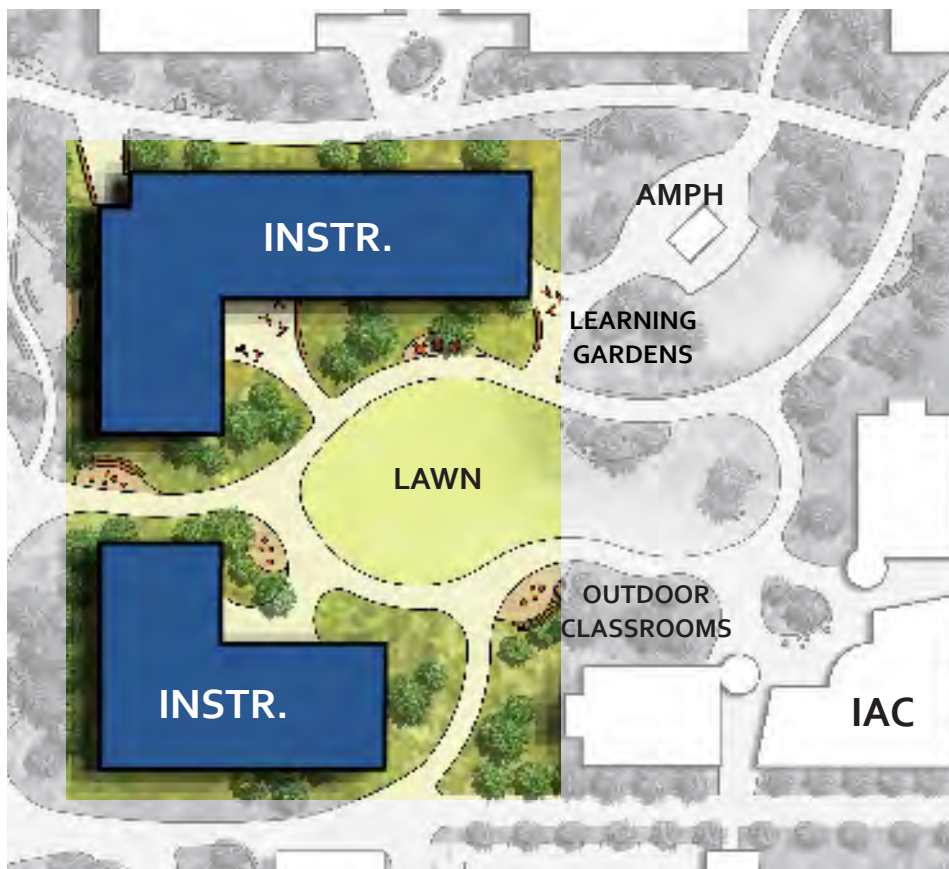 AMPH
INSTR.
LEARNING
GARDENS
LAWN
OUTDOOR
CLASSROOMS
INSTR.
IAC